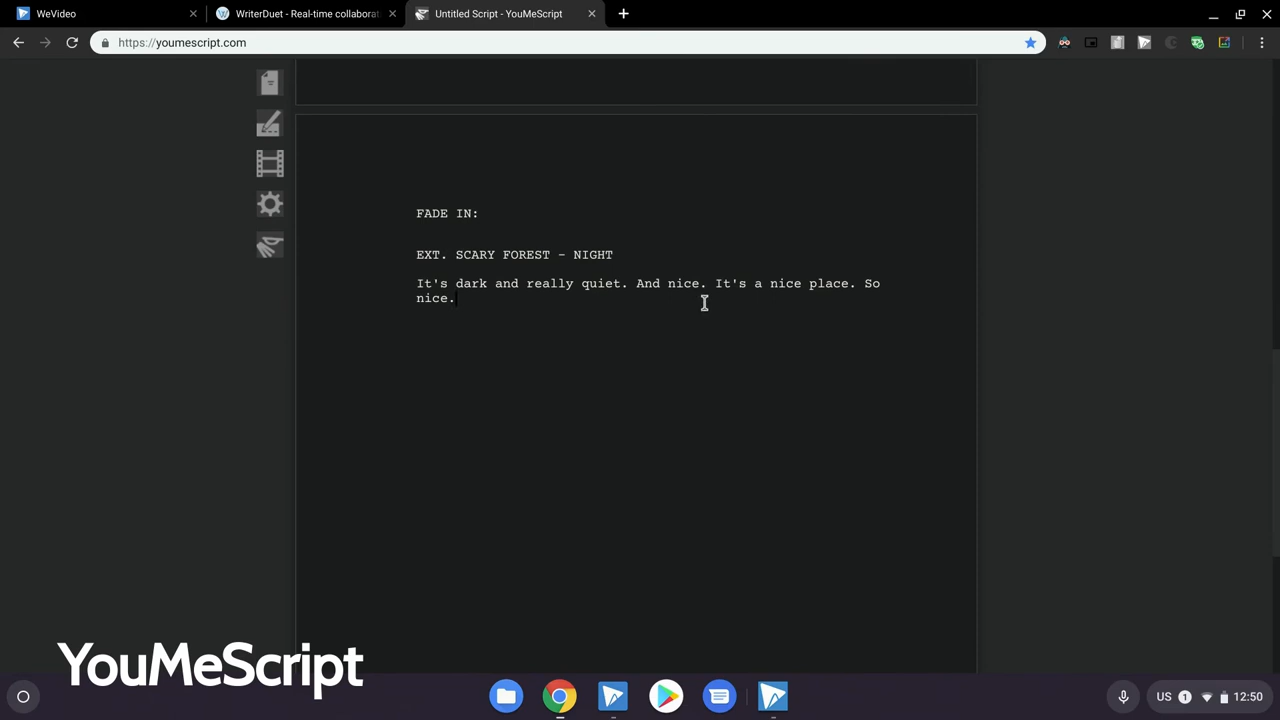 WeVideo
WriterDuet - Real-time collaborat
Untitled Script - YouMeScript
https://youmescript.com
FADE IN:
EXT. SCARY FOREST - NIGHT
It's dark and really quiet. And nice. It's a nice place. So
nice.
YouMeScript
US 1 12:50